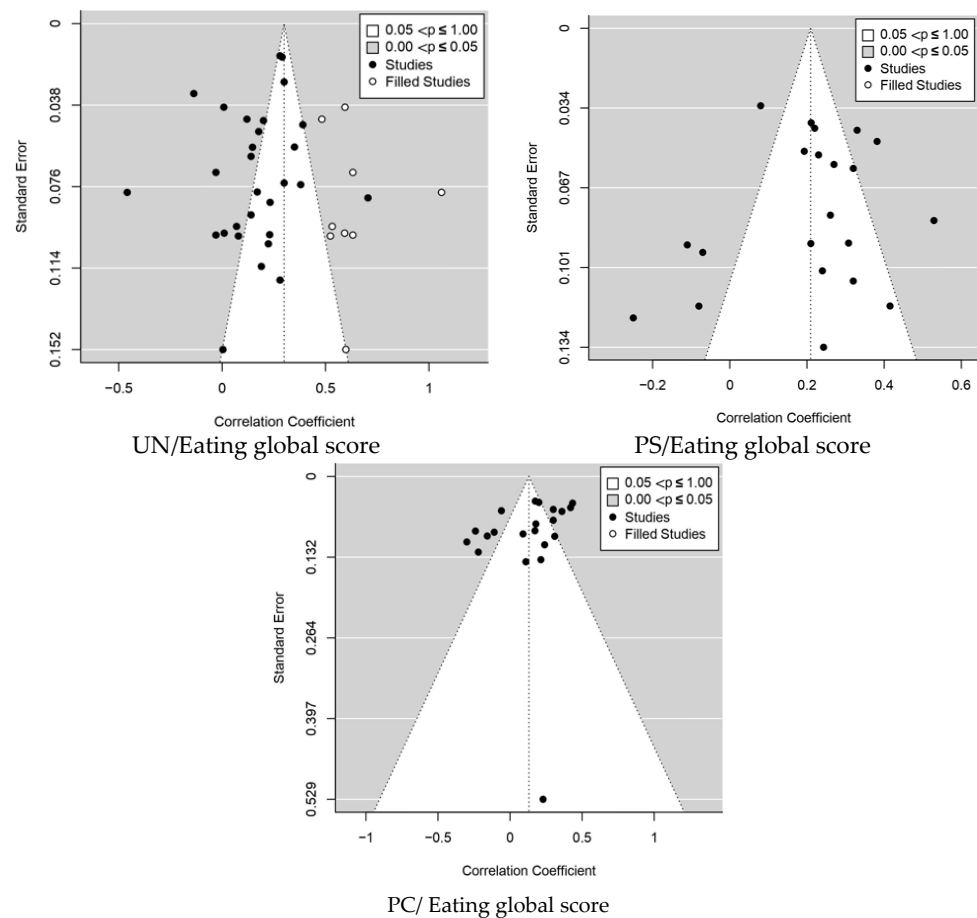 0.05 <p ≤ 1.00
0.00 <p ≤ 0.05
Studies
Filled Studies
Standard Error
0
0.038
0.076
0.114
0.152
−0.5
0
0.5
1
Correlation Coefficient
UN/Eating global score
0.05 <p ≤ 1.00
0.00 <p ≤ 0.05
Studies
Filled Studies
Standard Error
0
0.034
0.067
0.101
0.134
−0.2
0
0.2
0.4
0.6
Correlation Coefficient
PS/Eating global score
0.05 <p ≤ 1.00
0.00 <p ≤ 0.05
Studies
Filled Studies
Standard Error
0
0.132
0.264
0.397
0.529
−1
−0.5
0
0.5
1
Correlation Coefficient
PC/ Eating global score